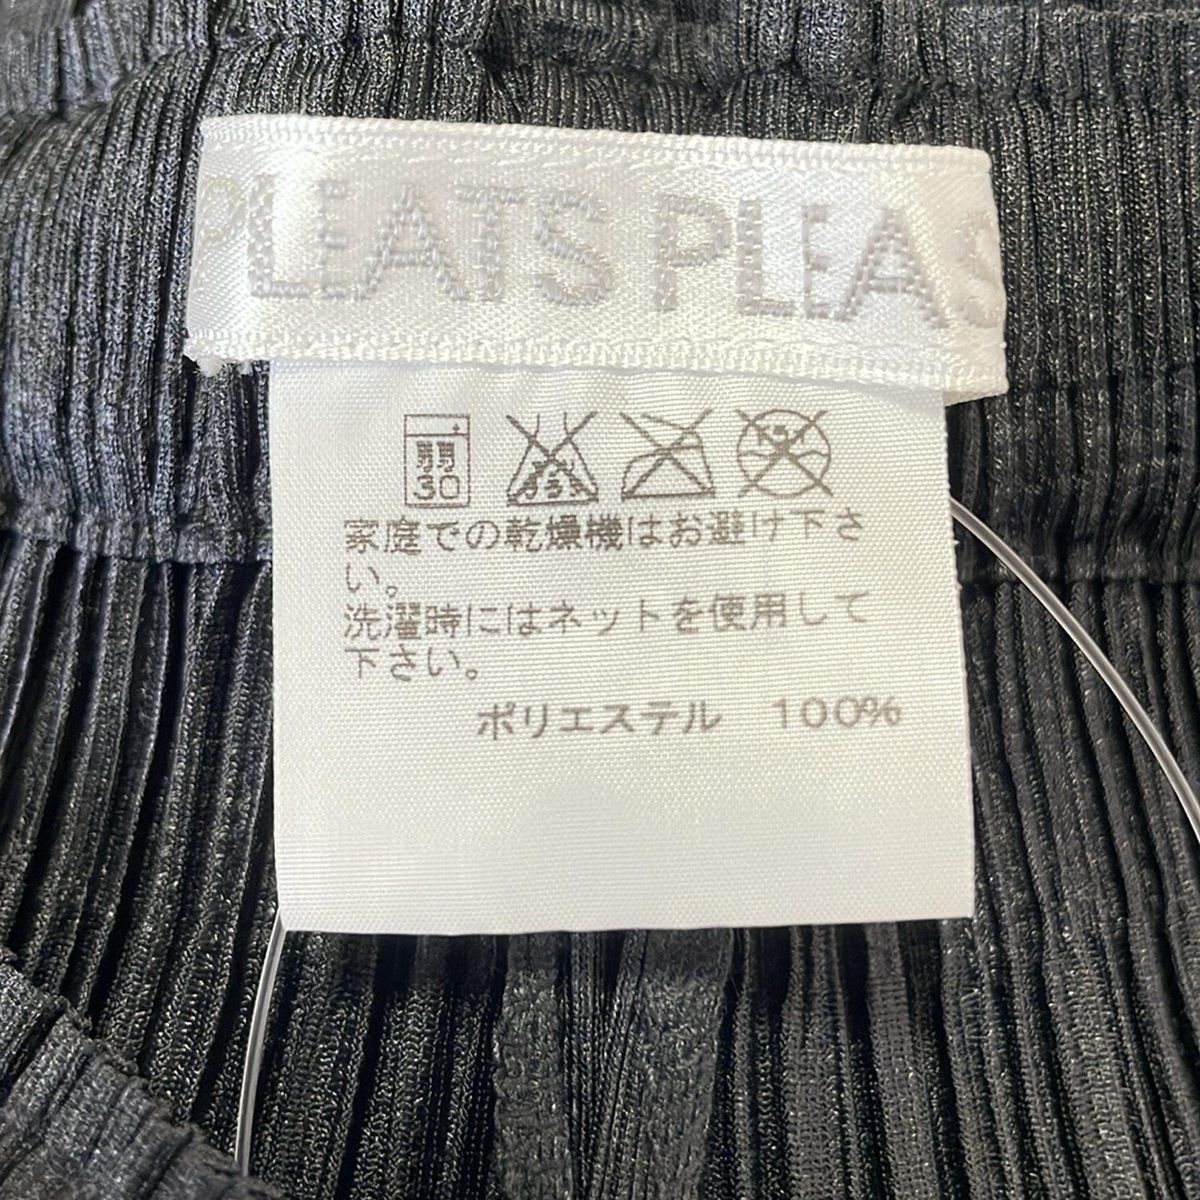 PLEATS PLEAS
弱
30
家庭での乾燥機はお避け下さ
い。
洗濯時にはネットを使用して
下さい。
ポリエステル 100%